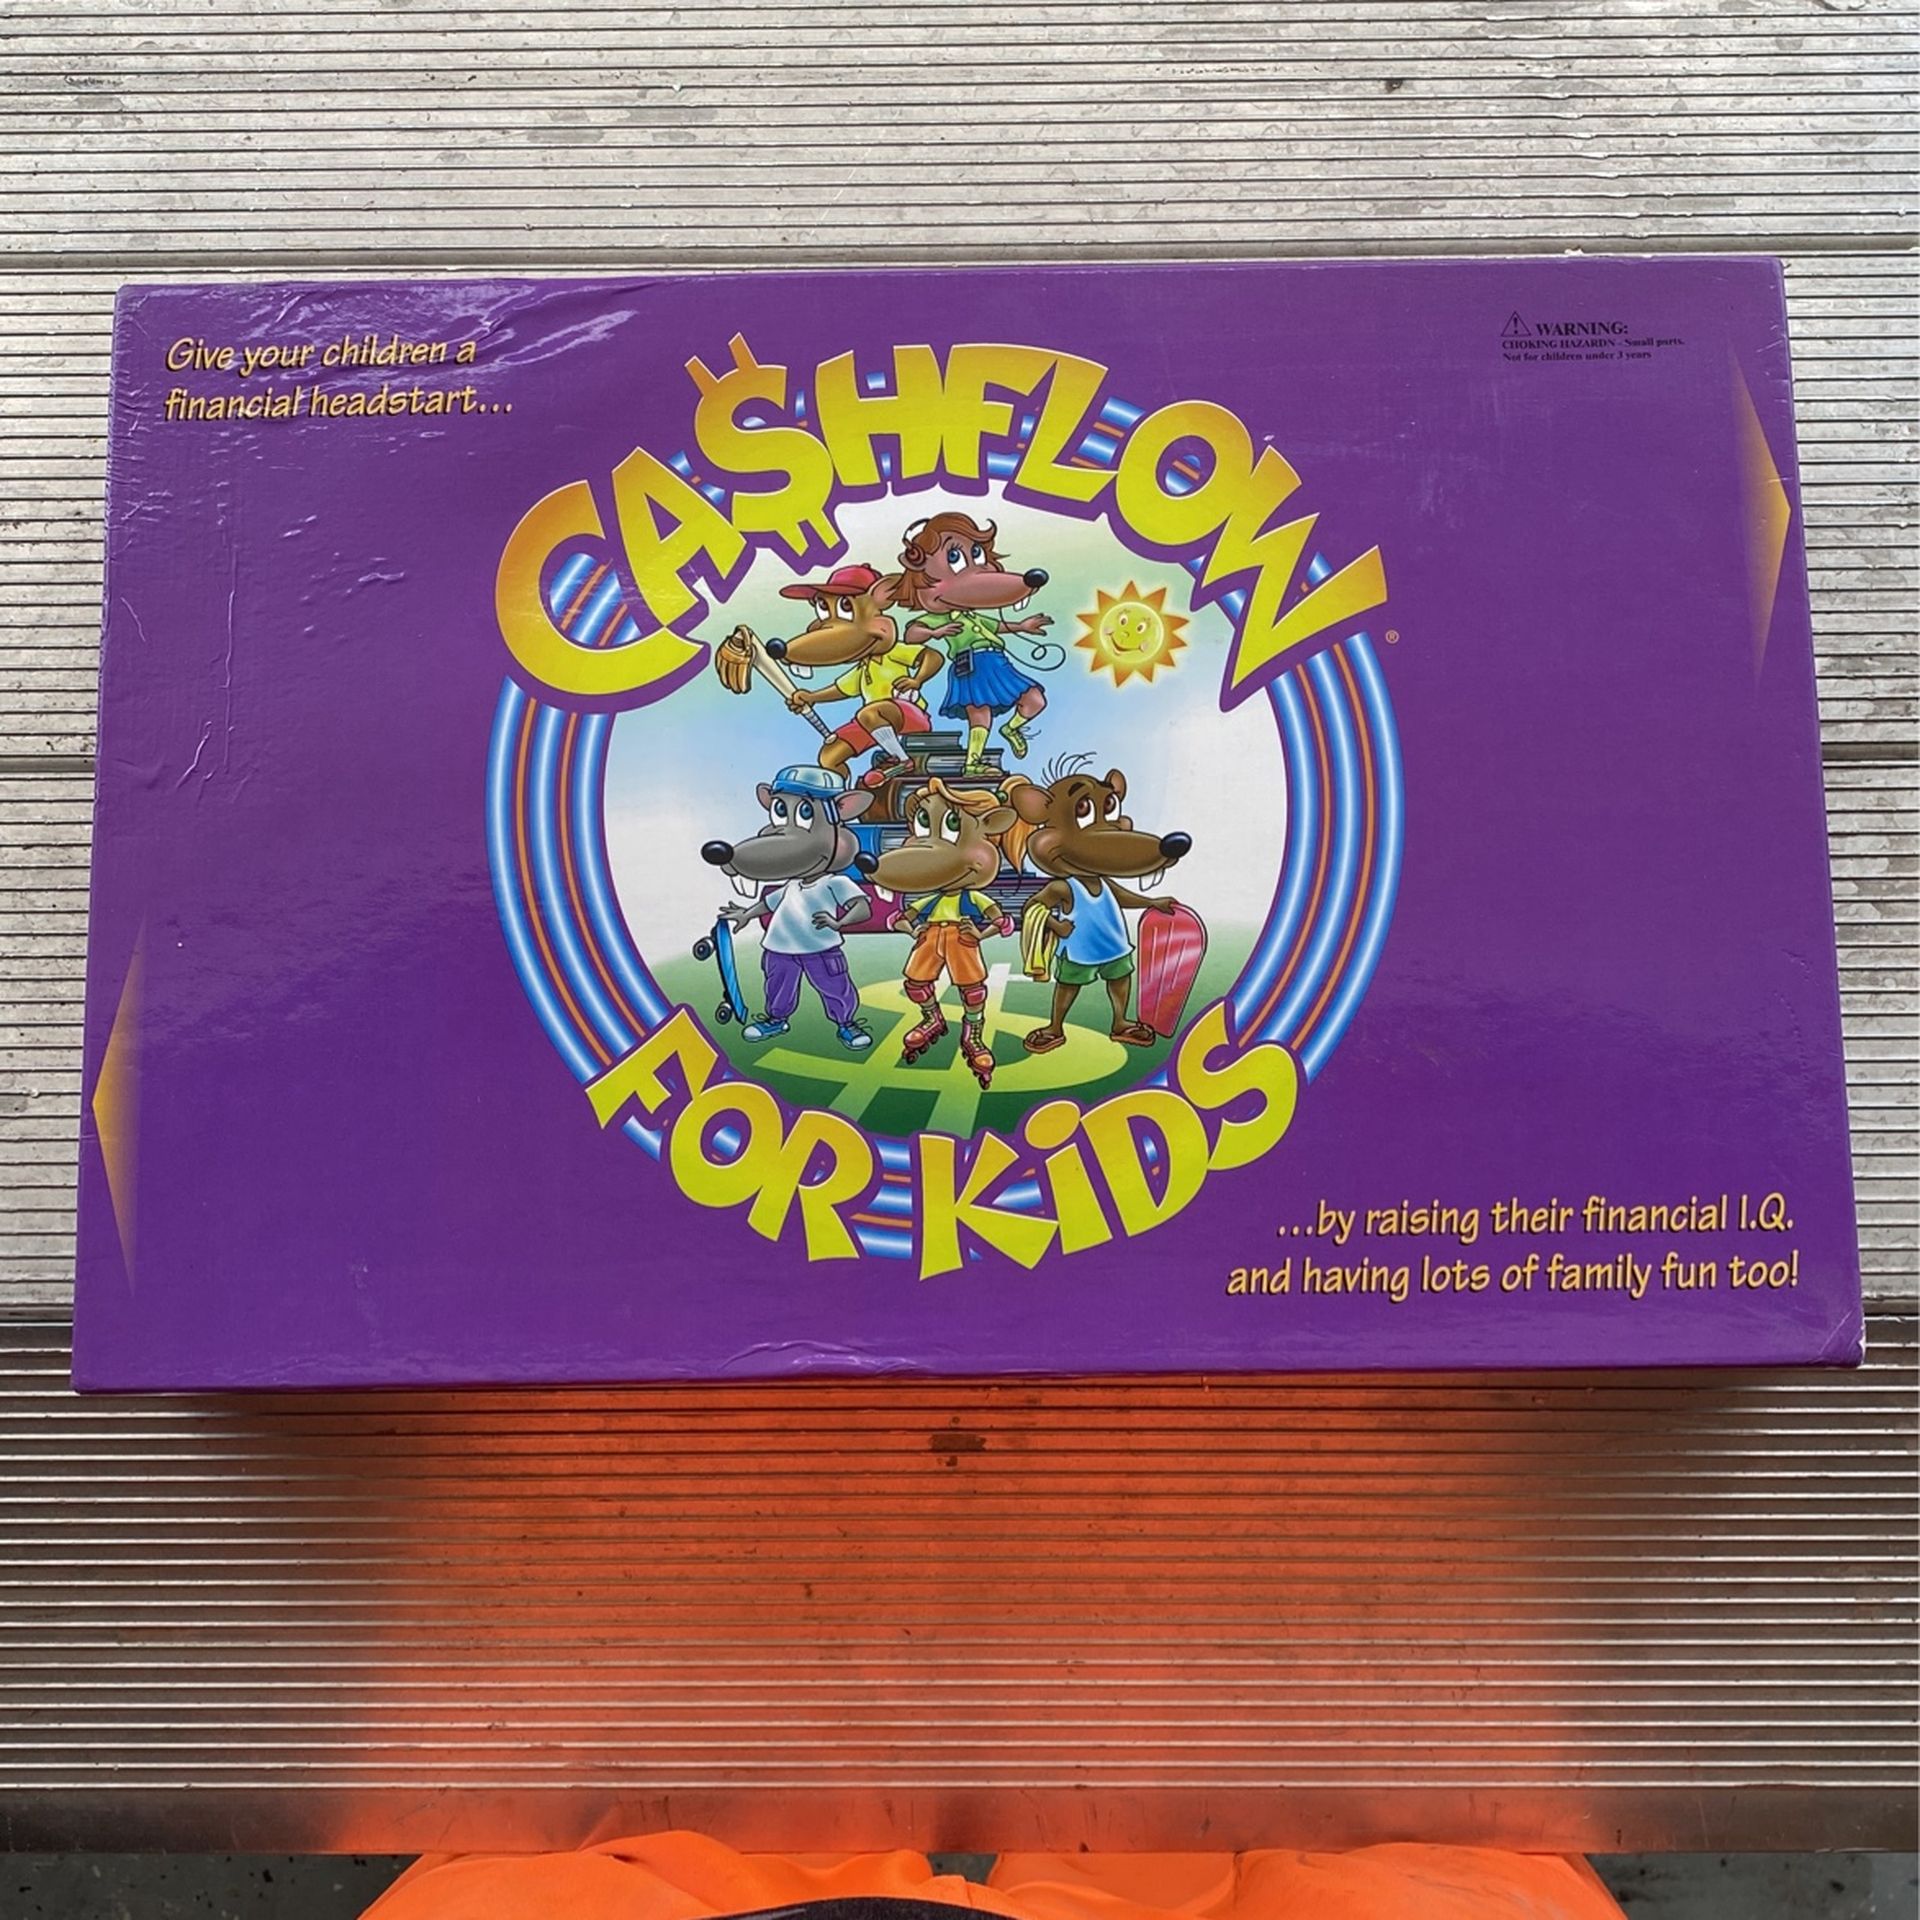 Give your children a
financial headstart...
⚠ WARNING:
CHOKING HAZARDN - Small parts.
Not for children under 3 years
CA$HFLOW®
FOR KiDS
...by raising their financial I.Q.
and having lots of family fun too!